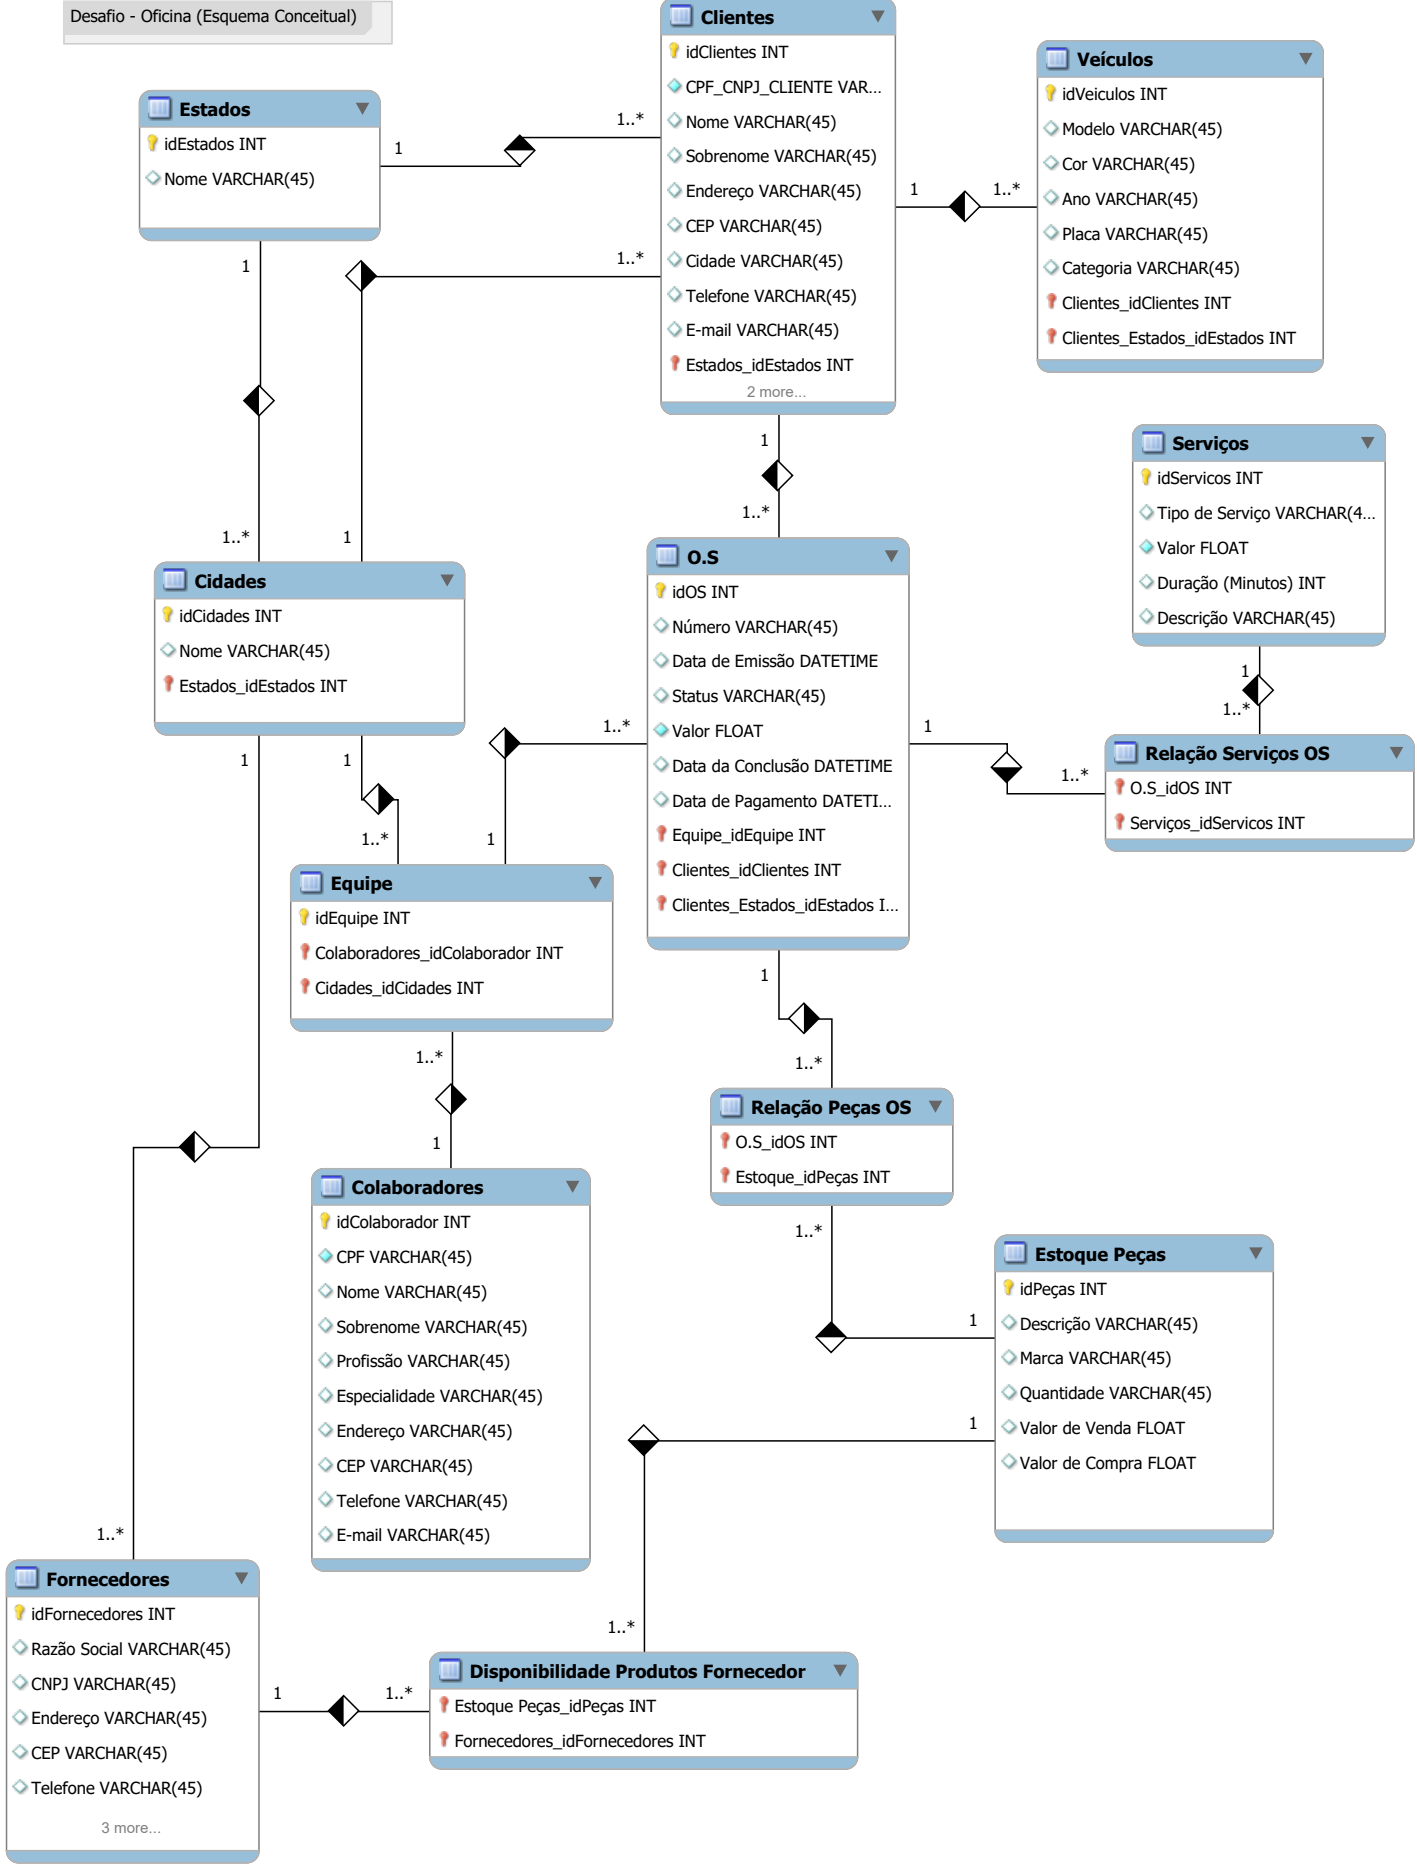 Desafio - Oficina (Esquema Conceitual)
Clientes
idClientes INT
CPF_CNPJ_CLIENTE VAR...
Nome VARCHAR(45)
Sobrenome VARCHAR(45)
Endereço VARCHAR(45)
CEP VARCHAR(45)
Cidade VARCHAR(45)
Telefone VARCHAR(45)
E-mail VARCHAR(45)
Estados_idEstados INT
2 more...
Veículos
idVeiculos INT
Modelo VARCHAR(45)
Cor VARCHAR(45)
Ano VARCHAR(45)
Placa VARCHAR(45)
Categoria VARCHAR(45)
Clientes_idClientes INT
Clientes_Estados_idEstados INT
Estados
idEstados INT
Nome VARCHAR(45)
1
1..*
1
1..*
1
1..*
1
1..*
1
1
1..*
Serviços
idServicos INT
Tipo de Serviço VARCHAR(4...
Valor FLOAT
Duração (Minutos) INT
Descrição VARCHAR(45)
Cidades
idCidades INT
Nome VARCHAR(45)
Estados_idEstados INT
O.S
idOS INT
Número VARCHAR(45)
Data de Emissão DATETIME
Status VARCHAR(45)
Valor FLOAT
Data da Conclusão DATETIME
Data de Pagamento DATETI...
Equipe_idEquipe INT
Clientes_idClientes INT
Clientes_Estados_idEstados I...
1
1..*
Relação Serviços OS
O.S_idOS INT
Serviços_idServicos INT
1
1..*
1..*
1
1
1
1..*
Equipe
idEquipe INT
Colaboradores_idColaborador INT
Cidades_idCidades INT
1..*
1
1
1..*
Relação Peças OS
O.S_idOS INT
Estoque_idPeças INT
1..*
1
Colaboradores
idColaborador INT
CPF VARCHAR(45)
Nome VARCHAR(45)
Sobrenome VARCHAR(45)
Profissão VARCHAR(45)
Especialidade VARCHAR(45)
Endereço VARCHAR(45)
CEP VARCHAR(45)
Telefone VARCHAR(45)
E-mail VARCHAR(45)
Estoque Peças
idPeças INT
Descrição VARCHAR(45)
Marca VARCHAR(45)
Quantidade VARCHAR(45)
Valor de Venda FLOAT
Valor de Compra FLOAT
1
1..*
1..*
Fornecedores
idFornecedores INT
Razão Social VARCHAR(45)
CNPJ VARCHAR(45)
Endereço VARCHAR(45)
CEP VARCHAR(45)
Telefone VARCHAR(45)
3 more...
1
1..*
Disponibilidade Produtos Fornecedor
Estoque Peças_idPeças INT
Fornecedores_idFornecedores INT